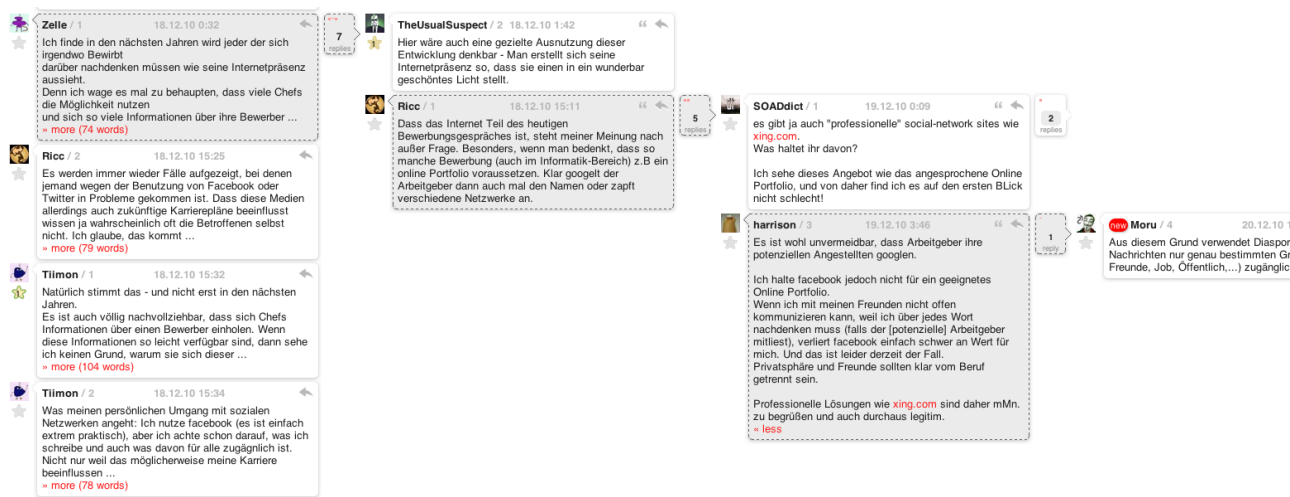 Zelle / 1 18.12.10 0:32
Ich finde in den nächsten Jahren wird jeder der sich
irgendwo Bewirbt
darüber nachdenken müssen wie seine Internetpräsenz
aussieht.
Denn ich wage es mal zu behaupten, dass viele Chefs
die Möglichkeit nutzen
und sich so viele Informationen über ihre Bewerber ...
» more (74 words)
7
replies
Ricc / 2 18.12.10 15:25
Es werden immer wieder Fälle aufgezeigt, bei denen
jemand wegen der Benutzung von Facebook oder
Twitter in Probleme gekommen ist. Dass diese Medien
allerdings auch zukünftige Karrierepläne beeinflusst
wissen ja wahrscheinlich oft die Betroffenen selbst
nicht. Ich glaube, das kommt ...
» more (79 words)
1
Tiimon / 1 18.12.10 15:32
Natürlich stimmt das - und nicht erst in den nächsten
Jahren.
Es ist auch völlig nachvollziehbar, dass sich Chefs
Informationen über einen Bewerber einholen. Wenn
diese Informationen so leicht verfügbar sind, dann sehe
ich keinen Grund, warum sie sich dieser ...
» more (104 words)
Tiimon / 2 18.12.10 15:34
Was meinen persönlichen Umgang mit sozialen
Netzwerken angeht: Ich nutze facebook (es ist einfach
extrem praktisch), aber ich achte schon darauf, was ich
schreibe und auch was davon für alle zugägnlich ist.
Nicht nur weil das möglicherweise meine Karriere
beeinflussen ...
» more (78 words)
TheUsualSuspect / 2 18.12.10 1:42
1
Hier wäre auch eine gezielte Ausnutzung dieser
Entwicklung denkbar - Man erstellt sich seine
Internetpräsenz so, dass sie einen in ein wunderbar
geschöntes Licht stellt.
Ricc / 1 18.12.10 15:11
Dass das Internet Teil des heutigen
Bewerbungsgespräches ist, steht meiner Meinung nach
außer Frage. Besonders, wenn man bedenkt, dass so
manche Bewerbung (auch im Informatik-Bereich) z.B ein
online Portfolio voraussetzen. Klar googelt der
Arbeitgeber dann auch mal den Namen oder zapft
verschiedene Netzwerke an.
5
replies
SOADdict / 1 19.12.10 0:09
es gibt ja auch "professionelle" social-network sites wie
xing.com.
Was haltet ihr davon?
Ich sehe dieses Angebot wie das angesprochene Online
Portfolio, und von daher find ich es auf den ersten BLick
nicht schlecht!
2
replies
harrison / 3 19.12.10 3:46
Es ist wohl unvermeidbar, dass Arbeitgeber ihre
potenziellen Angestellten googlen.
Ich halte facebook jedoch nicht für ein geeignetes
Online Portfolio.
Wenn ich mit meinen Freunden nicht offen
kommunizieren kann, weil ich über jedes Wort
nachdenken muss (falls der [potenzielle] Arbeitgeber
mitliest), verliert facebook einfach schwer an Wert für
mich. Und das ist leider derzeit der Fall.
Privatsphäre und Freunde sollten klar vom Beruf
getrennt sein.
Professionelle Lösungen wie xing.com sind daher mMn.
zu begrüßen und auch durchaus legitim.
« less
1
reply
new Moru / 4 20.12.10
Aus diesem Grund verwendet
Nachrichten nur genau bestimmten
Freunde, Job, Öffentlich,...)